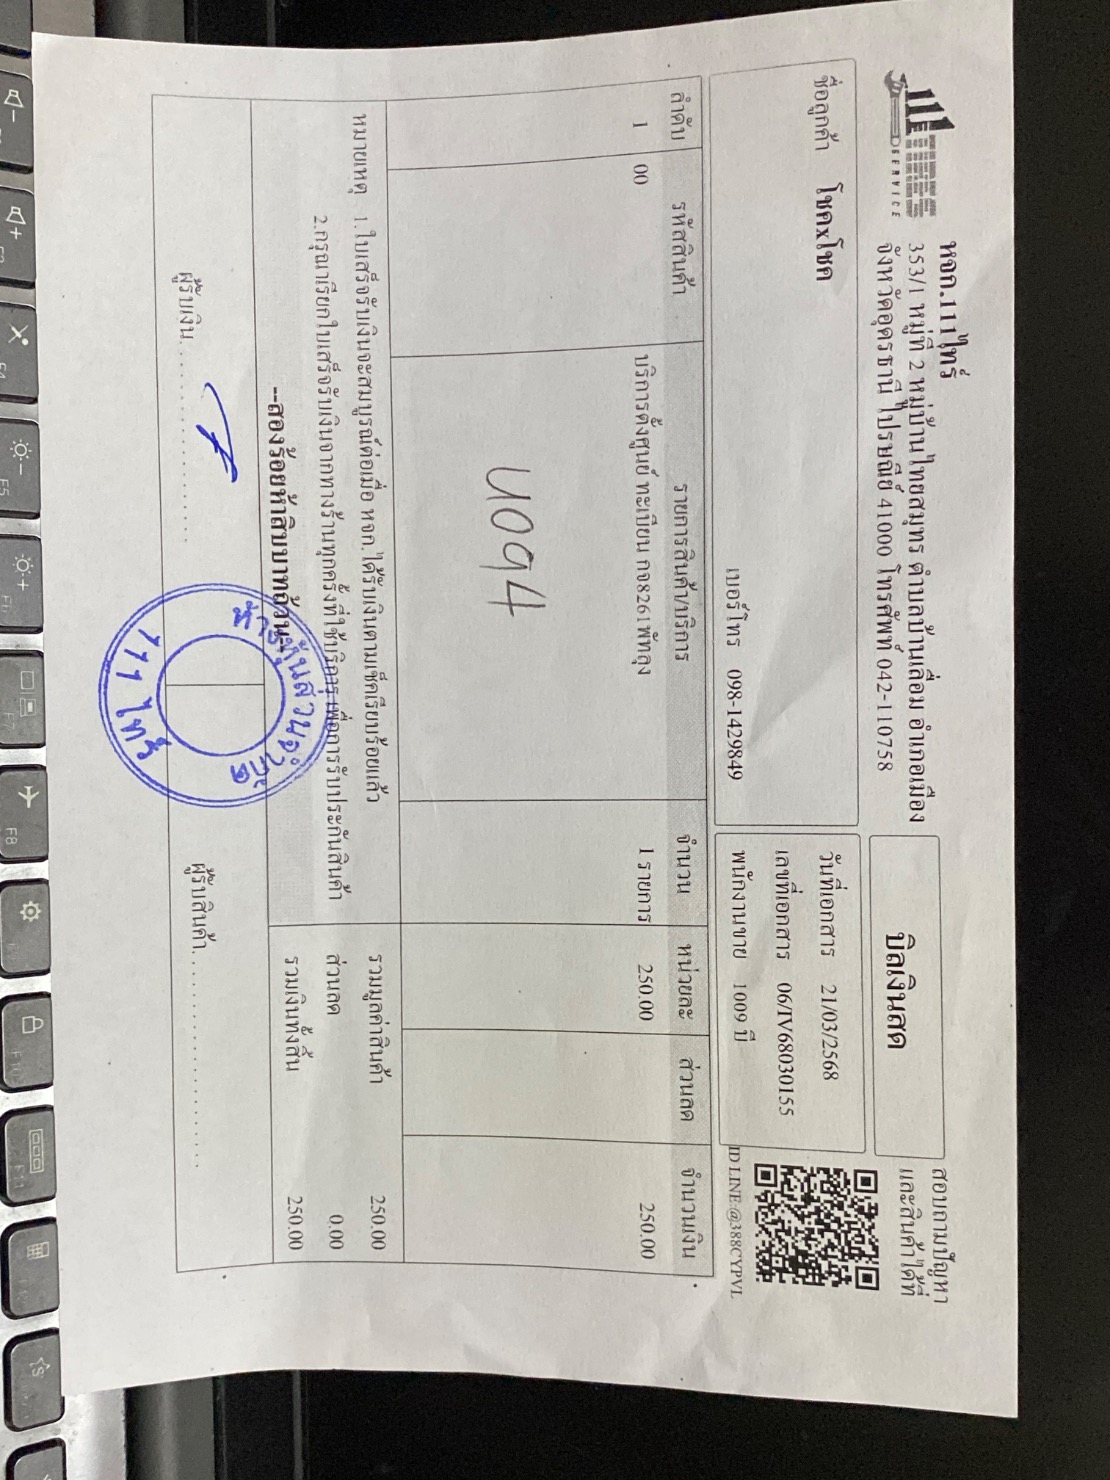 SERVICE
หจก.111ไทร์
353/1 หมู่ที่ 2 หมู่บ้านไทยสมุทร ตำบลบ้านเลื่อม อำเภอเมือง
จังหวัดอุดรธานี ไปรษณีย์ 41000 โทรศัพท์ 042-110758
บิลเงินสด
สอบถามปัญหา
และสินค้าได้ที่
ID LINE @388CYPVL
ชื่อลูกค้า โชคxโชค
เบอร์โทร 098-1429849
วันที่เอกสาร 21/03/2568
เลขที่เอกสาร 06/IV68030155
พนักงานขาย 1009 บี
ลำดับ รหัสสินค้า รายการสินค้า/บริการ จำนวน หน่วยละ ส่วนลด จำนวนเงิน
1 00 บริการตั้งศูนย์ ทะเบียน กจ8261พัทลุง 1 รายการ 250.00 250.00
U094
หมายเหตุ 1.ใบเสร็จรับเงินจะสมบูรณ์ต่อเมื่อ หจก.ได้รับเงินตามเช็คเรียบร้อยแล้ว
2.กรุณาเรียกใบเสร็จรับเงินจากทางร้านทุกครั้งที่ใช้บริการ เพื่อการรับประกันสินค้า
--สองร้อยห้าสิบบาทถ้วน--
รวมมูลค่าสินค้า 250.00
ส่วนลด 0.00
รวมเงินทั้งสิ้น 250.00
ผู้รับเงิน
ห้างหุ้นส่วนจำกัด
111 ไทร์
ผู้รับสินค้า